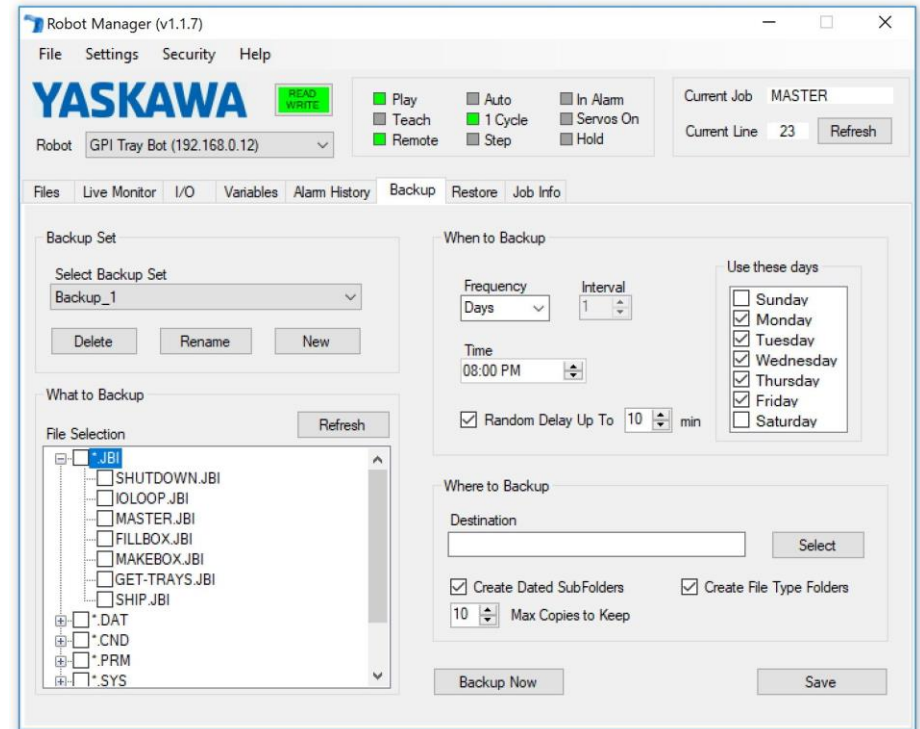 Robot Manager (v1.1.7)
File Settings Security Help
YASKAWA
READ
WRITE
Robot GPI Tray Bot (192.168.0.12)
Play Auto In Alarm
Teach 1 Cycle Servos On
Remote Step Hold
Current Job MASTER
Current Line 23 Refresh
Files Live Monitor I/O Variables Alarm History Backup Restore Job Info
Backup Set
Select Backup Set
Backup_1
Delete Rename New
What to Backup
Refresh
File Selection
*.JBI
SHUTDOWN.JBI
IOLOOP.JBI
MASTER.JBI
FILLBOX.JBI
MAKEBOX.JBI
GET-TRAYS.JBI
SHIP.JBI
*.DAT
*.CND
*.PRM
*.SYS
When to Backup
Frequency Interval
Days 1
Time
08:00 PM
Random Delay Up To 10 min
Use these days
Sunday
Monday
Tuesday
Wednesday
Thursday
Friday
Saturday
Where to Backup
Destination
Select
Create Dated SubFolders Create File Type Folders
10 Max Copies to Keep
Backup Now Save